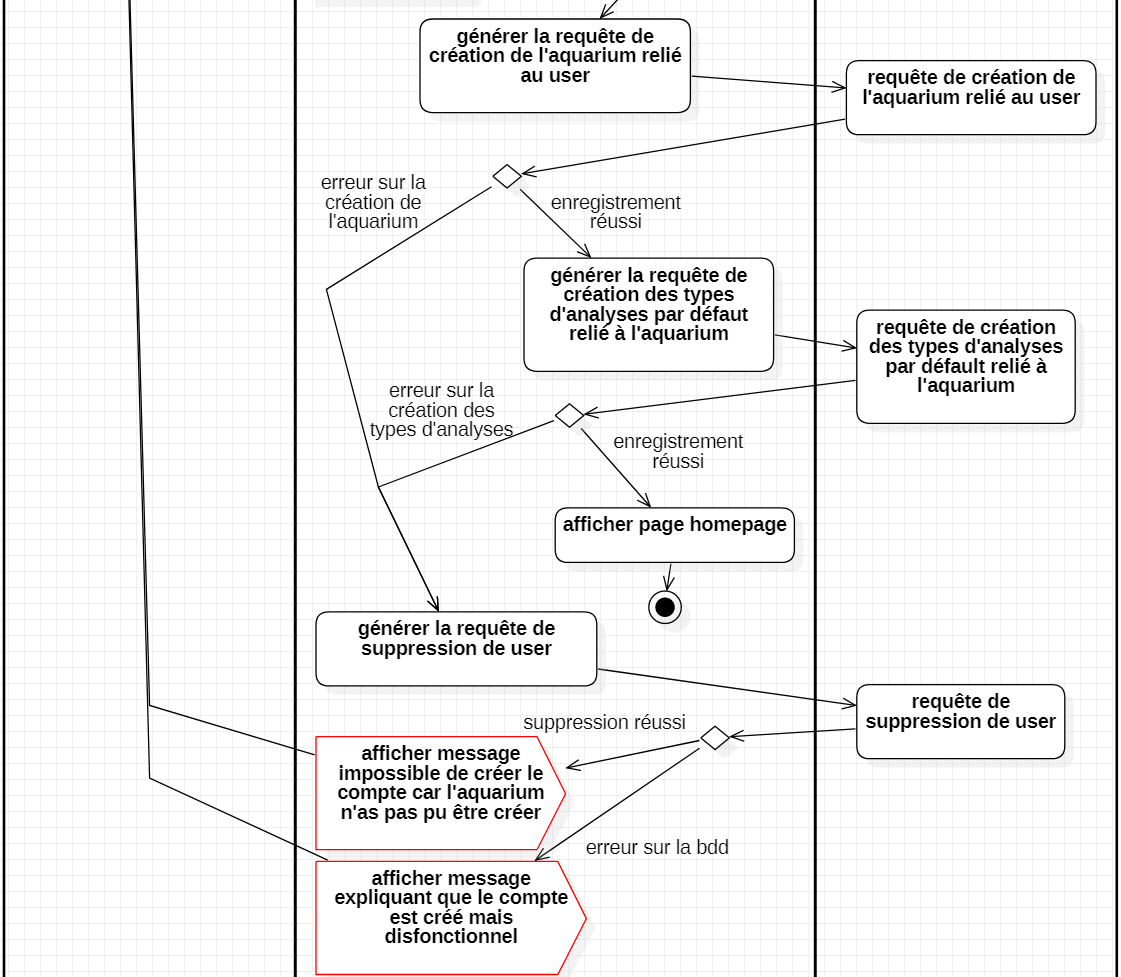 générer la requête de
création de l'aquarium relié
au user
requête de création de
l'aquarium relié au user
erreur sur la
création de
l'aquarium
enregistrement
réussi
générer la requête de
création des types
d'analyses par défaut
relié à l'aquarium
requête de création
des types d'analyses
par défault relié à
l'aquarium
erreur sur la
création des
types d'analyses
enregistrement
réussi
afficher page homepage
générer la requête de
suppression de user
requête de
suppression de user
suppression réussi
afficher message
impossible de créer le
compte car l'aquarium
n'as pas pu être créer
erreur sur la bdd
afficher message
expliquant que le compte
est créé mais
disfonctionnel